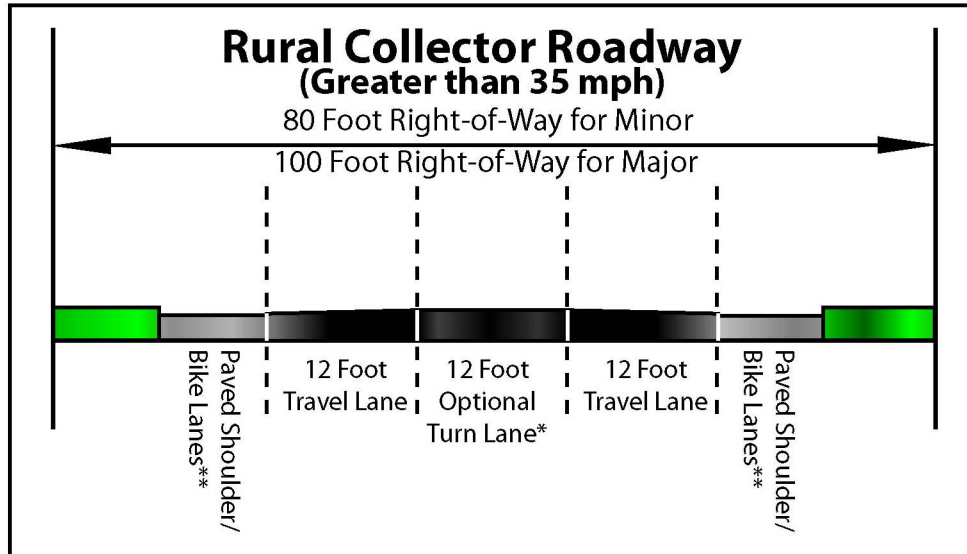 Rural Collector Roadway
(Greater than 35 mph)
80 Foot Right-of-Way for Minor
100 Foot Right-of-Way for Major
Paved Shoulder/
Bike Lanes**
12 Foot
Travel Lane
12 Foot
Optional
Turn Lane*
12 Foot
Travel Lane
Paved Shoulder/
Bike Lanes**